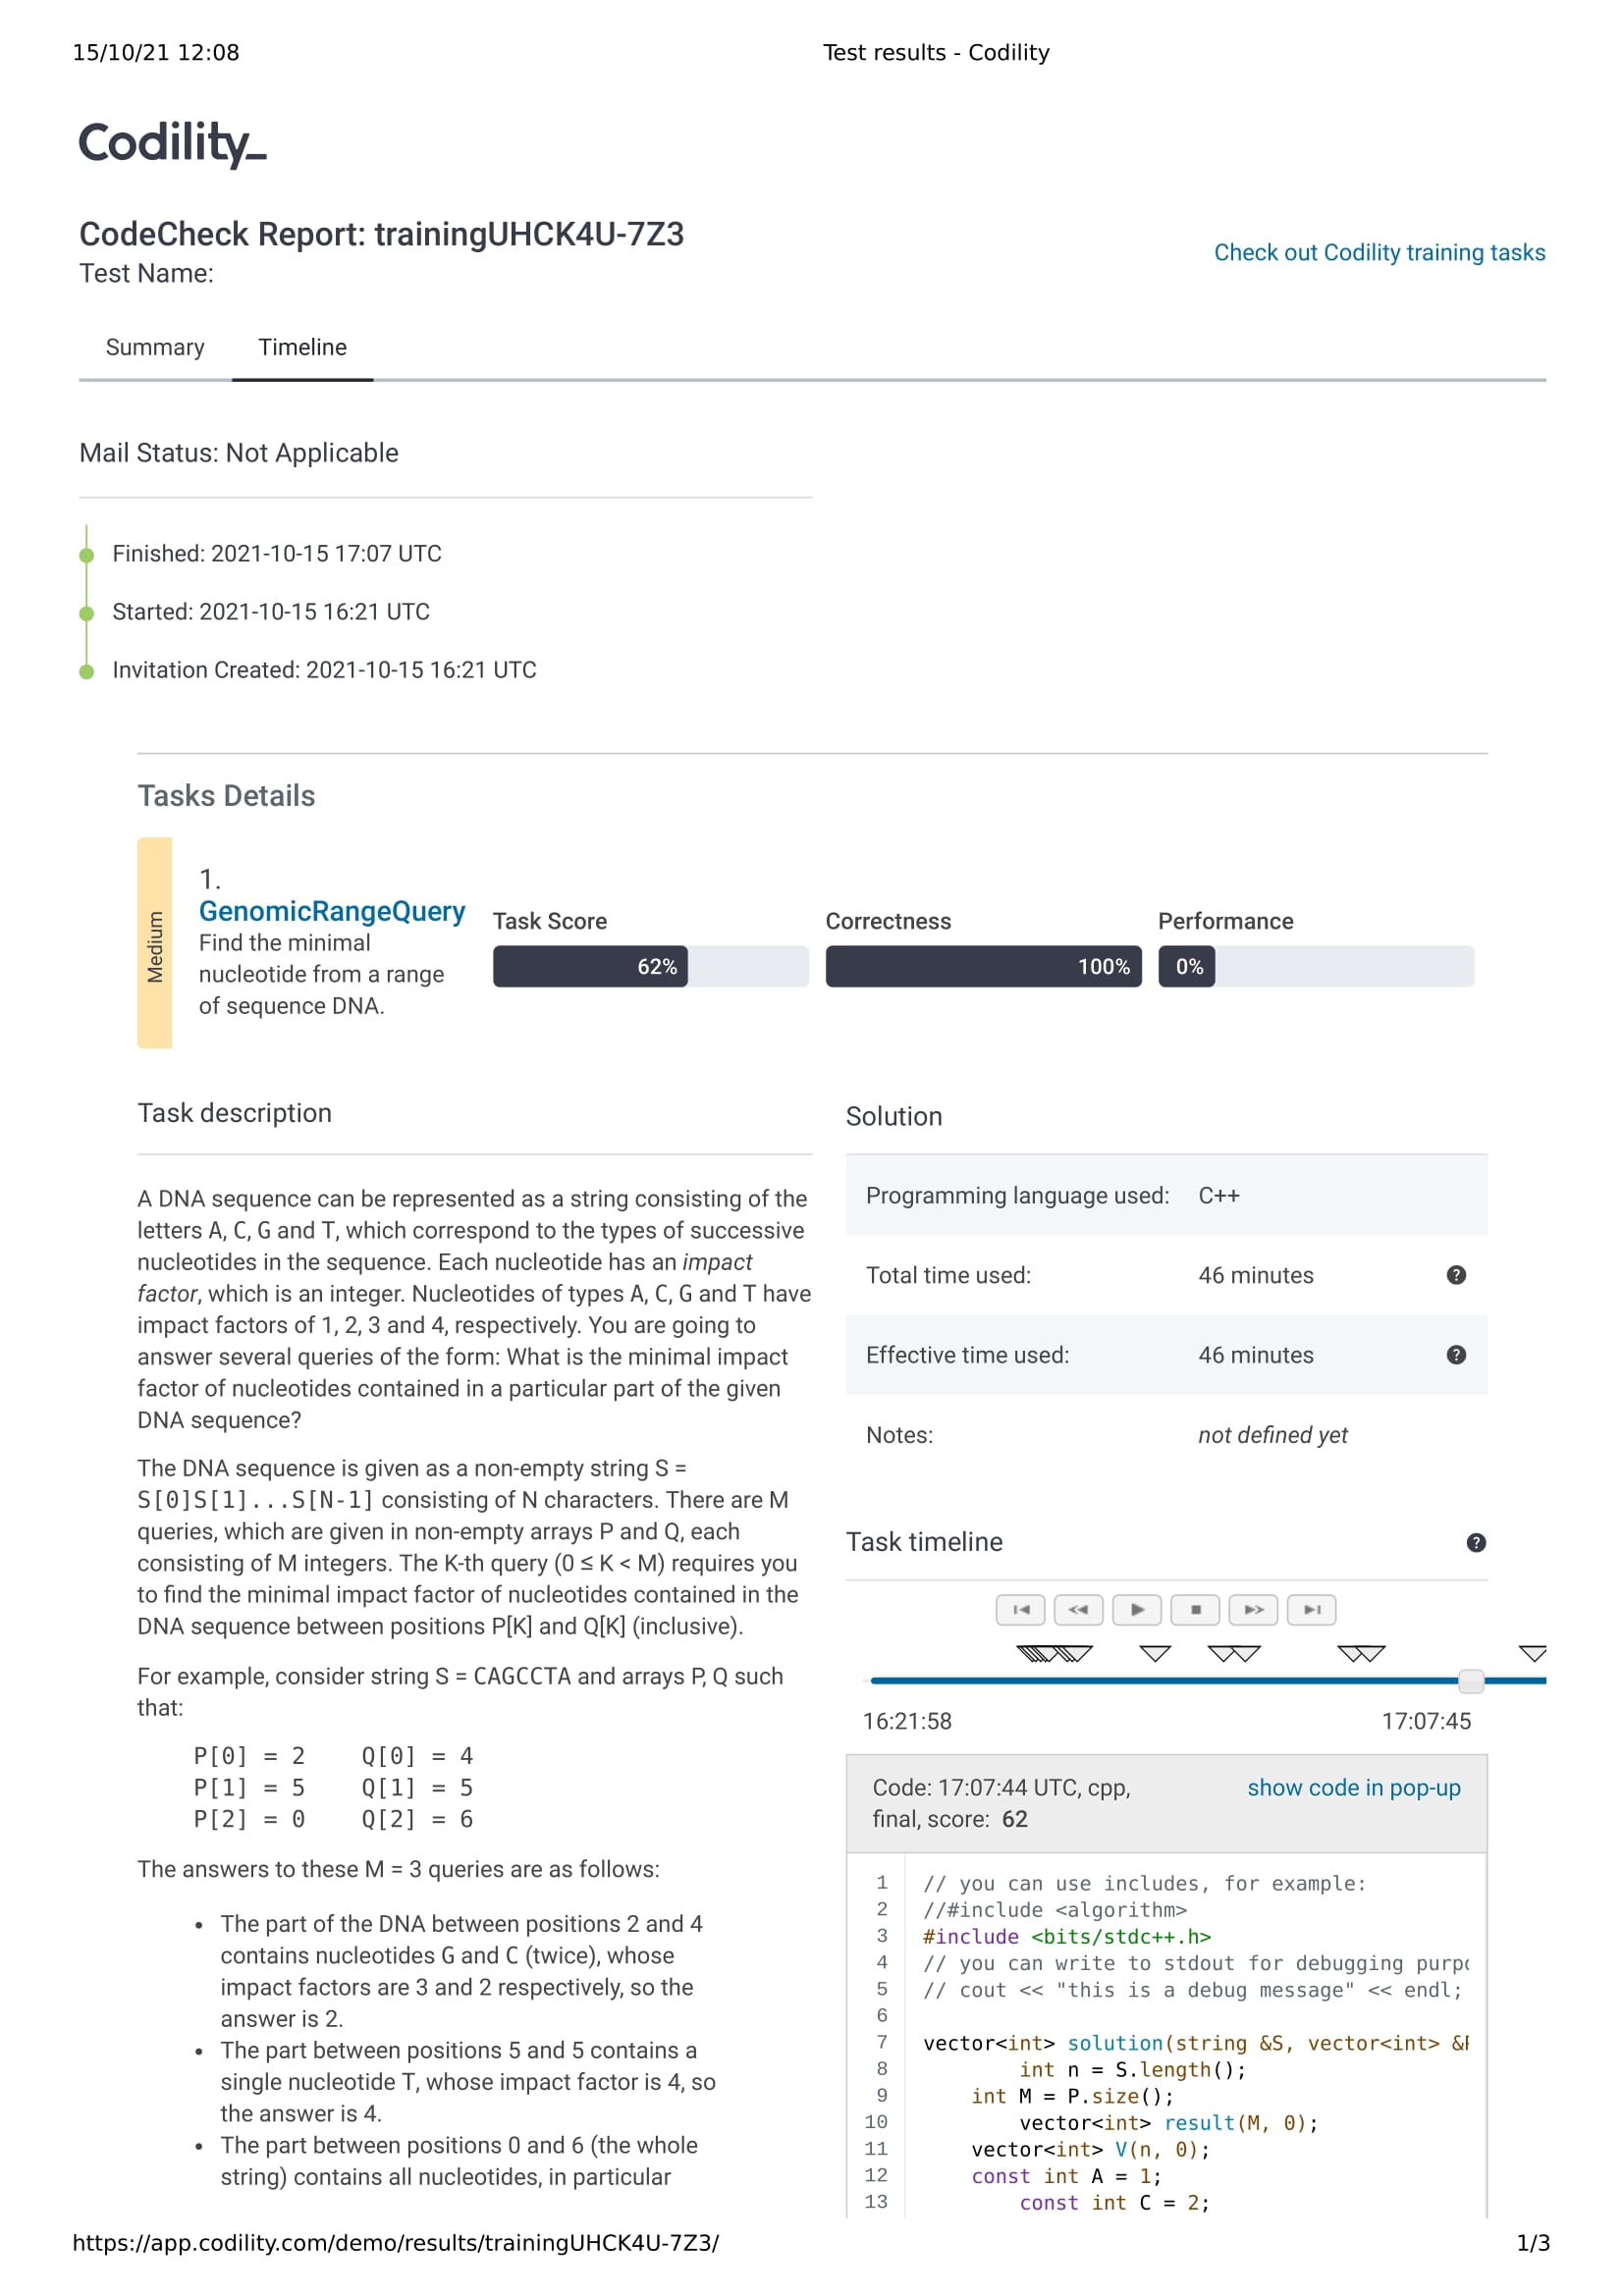 15/10/21 12:08
Test results - Codility
Codility_
CodeCheck Report: trainingUHCK4U-7Z3
Test Name:
Check out Codility training tasks
Summary
Timeline
Mail Status: Not Applicable
Finished: 2021-10-15 17:07 UTC
Started: 2021-10-15 16:21 UTC
Invitation Created: 2021-10-15 16:21 UTC
Tasks Details
Medium
1.
GenomicRangeQuery
Find the minimal
nucleotide from a range
of sequence DNA.
Task Score
62%
Correctness
100%
Performance
0%
Task description
A DNA sequence can be represented as a string consisting of the
letters A, C, G and T, which correspond to the types of successive
nucleotides in the sequence. Each nucleotide has an impact
factor, which is an integer. Nucleotides of types A, C, G and T have
impact factors of 1, 2, 3 and 4, respectively. You are going to
answer several queries of the form: What is the minimal impact
factor of nucleotides contained in a particular part of the given
DNA sequence?
The DNA sequence is given as a non-empty string S =
S[0]S[1]...S[N-1] consisting of N characters. There are M
queries, which are given in non-empty arrays P and Q, each
consisting of M integers. The K-th query (0 ≤ K < M) requires you
to find the minimal impact factor of nucleotides contained in the
DNA sequence between positions P[K] and Q[K] (inclusive).
For example, consider string S = CAGCCTA and arrays P, Q such
that:
P[0] = 2    Q[0] = 4
P[1] = 5    Q[1] = 5
P[2] = 0    Q[2] = 6
The answers to these M = 3 queries are as follows:
• The part of the DNA between positions 2 and 4
contains nucleotides G and C (twice), whose
impact factors are 3 and 2 respectively, so the
answer is 2.
• The part between positions 5 and 5 contains a
single nucleotide T, whose impact factor is 4, so
the answer is 4.
• The part between positions 0 and 6 (the whole
string) contains all nucleotides, in particular
Solution
Programming language used: C++
Total time used: 46 minutes ?
Effective time used: 46 minutes ?
Notes: not defined yet
Task timeline ?
16:21:58
17:07:45
Code: 17:07:44 UTC, cpp,
final, score: 62
show code in pop-up
1 // you can use includes, for example:
2 //#include <algorithm>
3 #include <bits/stdc++.h>
4 // you can write to stdout for debugging purpo
5 // cout << "this is a debug message" << endl;
6
7 vector<int> solution(string &S, vector<int> &
8         int n = S.length();
9     int M = P.size();
10         vector<int> result(M, 0);
11     vector<int> V(n, 0);
12     const int A = 1;
13         const int C = 2;
https://app.codility.com/demo/results/trainingUHCK4U-7Z3/
1/3